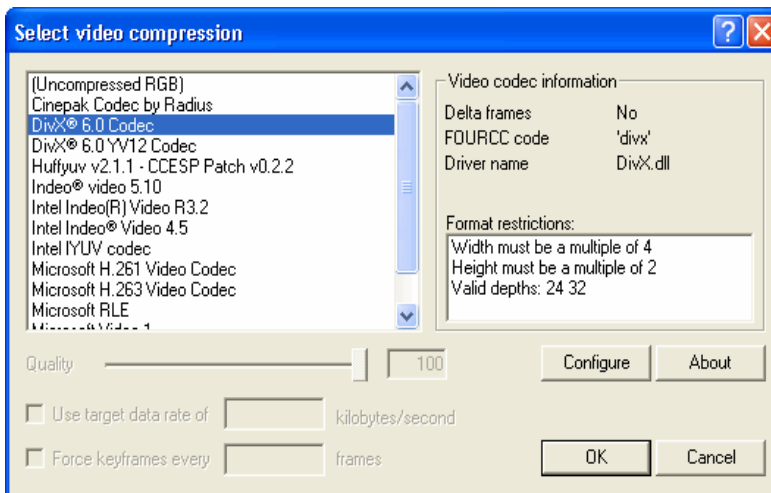 Select video compression
(Uncompressed RGB)
Cinepak Codec by Radius
DivX® 6.0 Codec
DivX® 6.0 YV12 Codec
Huffyuv v2.1.1 - CCESP Patch v0.2.2
Indeo® video 5.10
Intel Indeo(R) Video R3.2
Intel Indeo® Video 4.5
Intel IYUV codec
Microsoft H.261 Video Codec
Microsoft H.263 Video Codec
Microsoft RLE
Microsoft Video 1
Video codec information
Delta frames No
FOURCC code 'divx'
Driver name DivX.dll
Format restrictions:
Width must be a multiple of 4
Height must be a multiple of 2
Valid depths: 24 32
Quality 100
Configure About
Use target data rate of kilobytes/second
Force keyframes every frames
OK Cancel